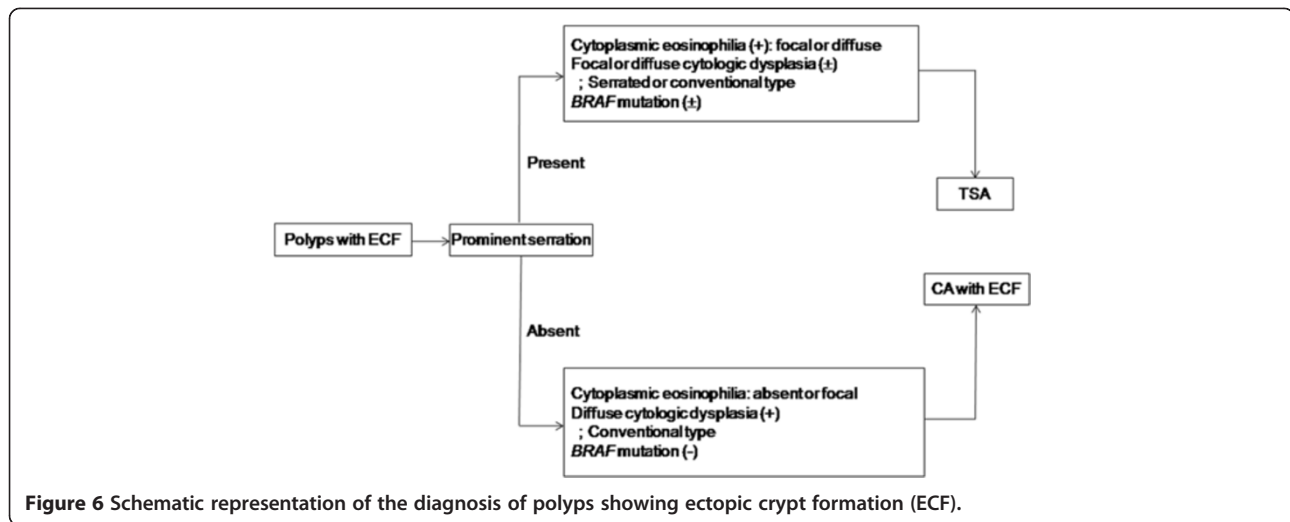 Cytoplasmic eosinophilia (+): focal or diffuse
Focal or diffuse cytologic dysplasia (±)
; Serrated or conventional type
BRAF mutation (±)
Present
TSA
Polyps with ECF
Prominent serration
CA with ECF
Absent
Cytoplasmic eosinophilia: absent or focal
Diffuse cytologic dysplasia (+)
; Conventional type
BRAF mutation (-)
Figure 6 Schematic representation of the diagnosis of polyps showing ectopic crypt formation (ECF).